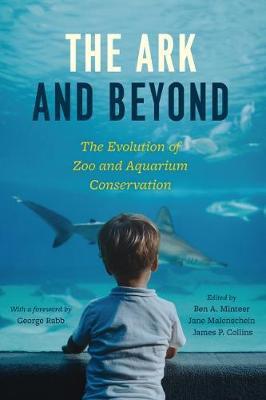 THE ARK
AND BEYOND
The Evolution of
Zoo and Aquarium
Conservation
With a foreword by
George Rabb
Edited by
Ben A. Minteer
Jane Maienschein
James P. Collins